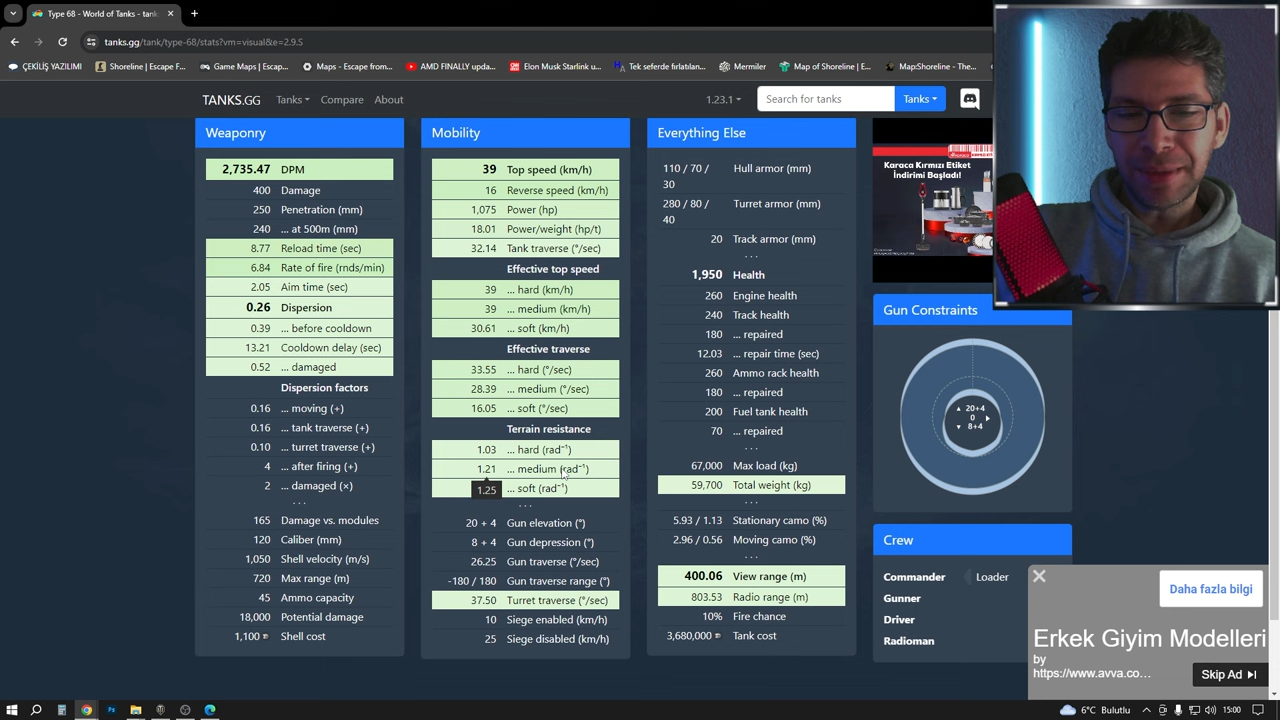 Type 68 - World of Tanks - tanks
tanks.gg/tank/type-68/stats?vm=visual&e=2.9.S
ÇEKİLİŞ YAZILIMI
Shoreline | Escape F...
Game Maps | Escap...
Maps - Escape from...
AMD FINALLY upda...
Elon Musk Starlink u...
Tek seferde fırlatılan...
Mermiler
Map of Shoreline | E...
Map:Shoreline - The...
TANKS.GG
Tanks
Compare
About
1.23.1
Search for tanks
Tanks
Weaponry
2,735.47 DPM
400 Damage
250 Penetration (mm)
240 ... at 500m (mm)
8.77 Reload time (sec)
6.84 Rate of fire (rnds/min)
2.05 Aim time (sec)
0.26 Dispersion
0.39 ... before cooldown
13.21 Cooldown delay (sec)
0.52 ... damaged
Dispersion factors
0.16 ... moving (+)
0.16 ... tank traverse (+)
0.10 ... turret traverse (+)
4 ... after firing (+)
2 ... damaged (×)
...
165 Damage vs. modules
120 Caliber (mm)
1,050 Shell velocity (m/s)
720 Max range (m)
45 Ammo capacity
18,000 Potential damage
1,100 Shell cost
Mobility
39 Top speed (km/h)
16 Reverse speed (km/h)
1,075 Power (hp)
18.01 Power/weight (hp/t)
32.14 Tank traverse (°/sec)
Effective top speed
39 ... hard (km/h)
39 ... medium (km/h)
30.61 ... soft (km/h)
Effective traverse
33.55 ... hard (°/sec)
28.39 ... medium (°/sec)
16.05 ... soft (°/sec)
Terrain resistance
1.03 ... hard (rad⁻¹)
1.21 ... medium (rad⁻¹)
1.25 ... soft (rad⁻¹)
...
20 + 4 Gun elevation (°)
8 + 4 Gun depression (°)
26.25 Gun traverse (°/sec)
-180 / 180 Gun traverse range (°)
37.50 Turret traverse (°/sec)
10 Siege enabled (km/h)
25 Siege disabled (km/h)
Everything Else
110 / 70 / 30 Hull armor (mm)
280 / 80 / 40 Turret armor (mm)
20 Track armor (mm)
...
1,950 Health
260 Engine health
240 Track health
180 ... repaired
12.03 ... repair time (sec)
260 Ammo rack health
180 ... repaired
200 Fuel tank health
70 ... repaired
67,000 Max load (kg)
59,700 Total weight (kg)
...
5.93 / 1.13 Stationary camo (%)
2.96 / 0.56 Moving camo (%)
...
400.06 View range (m)
803.53 Radio range (m)
10% Fire chance
3,680,000 Tank cost
Karaca Kırmızı Etiket
İndirimi Başladı!
Gun Constraints
20+4
0
8+4
Crew
Commander
Loader
Gunner
Driver
Radioman
Daha fazla bilgi
Erkek Giyim Modelleri
by
https://www.avva.co...
Skip Ad
6°C Bulutlu
15:00